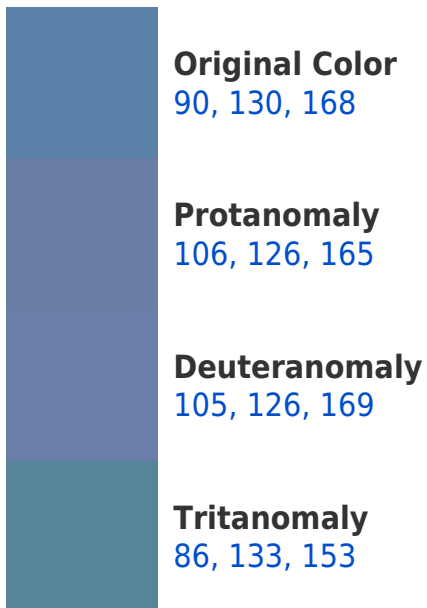 Original Color
90, 130, 168
Protanomaly
106, 126, 165
Deuteranomaly
105, 126, 169
Tritanomaly
86, 133, 153